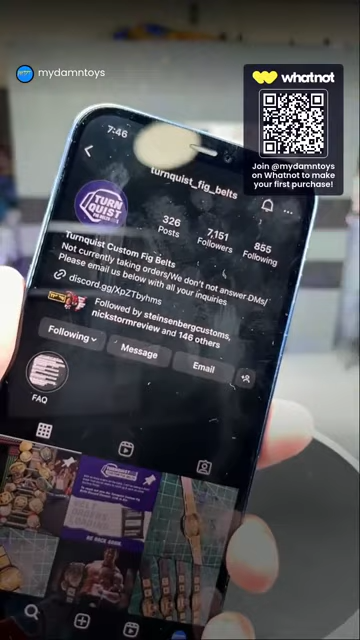 mydamntoys
whatnot
Join @mydamntoys
on Whatnot to make
your first purchase!
7:46
turnquist_fig_belts
TURN
QUIST
326
Posts
7,151
Followers
855
Following
Turnquist Custom Fig Belts
Not currently taking orders/We don't not answer DMs/
Please email us below with all your inquiries
discord.gg/Xp2Tbyhms
Followed by steinsenbergcustoms,
nickstormreview and 146 others
Following
Message
Email
FAQ
TURN
QUIST